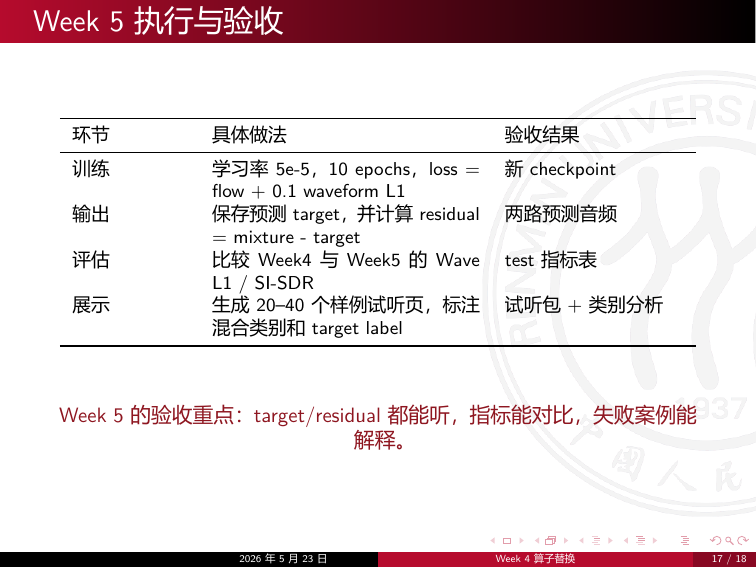 Week 5 执行与验收
环节 具体做法 验收结果
训练 学习率 5e-5，10 epochs，loss = 新 checkpoint
flow + 0.1 waveform L1
输出 保存预测 target，并计算 residual 两路预测音频
= mixture - target
评估 比较 Week4 与 Week5 的 Wave test 指标表
L1 / SI-SDR
展示 生成 20–40 个样例试听页，标注 试听包 + 类别分析
混合类别和 target label
Week 5 的验收重点：target/residual 都能听，指标能对比，失败案例能
解释。
RENMIN UNIVERSI
1937
中国人民
2026 年 5 月 23 日 Week 4 算子替换 17 / 18